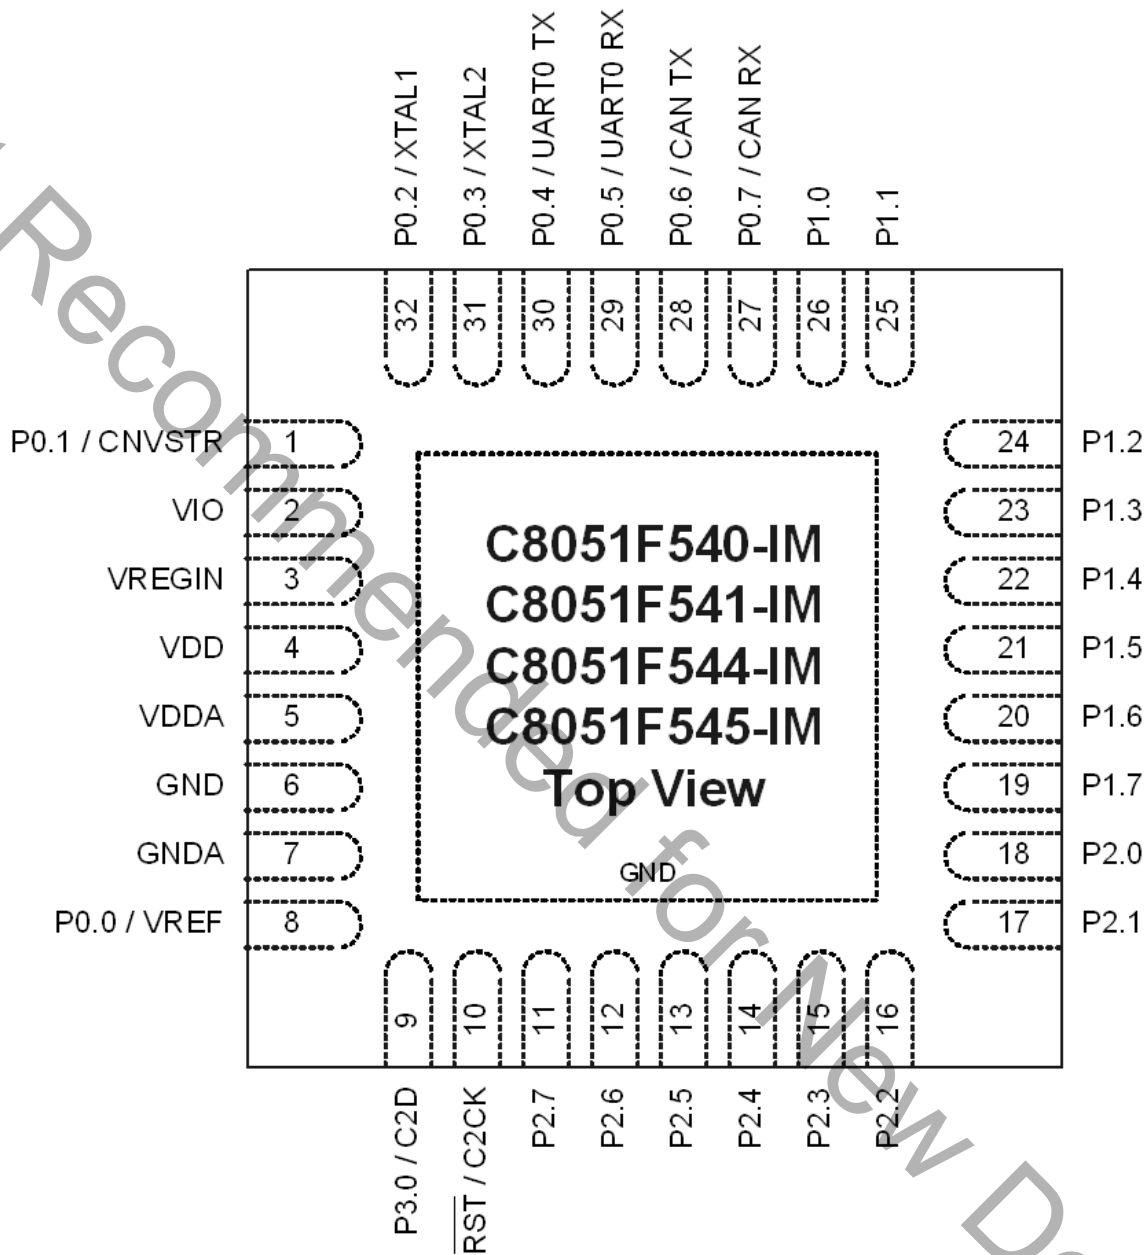 P0.2 / XTAL1
P0.3 / XTAL2
P0.4 / UART0 TX
P0.5 / UART0 RX
P0.6 / CAN TX
P0.7 / CAN RX
P1.0
P1.1
32
31
30
29
28
27
26
25
P0.1 / CNVSTR
1
VIO
2
VREGIN
3
VDD
4
VDDA
5
GND
6
GNDA
7
P0.0 / VREF
8
C8051F540-IM
C8051F541-IM
C8051F544-IM
C8051F545-IM
Top View
GND
24
P1.2
23
P1.3
22
P1.4
21
P1.5
20
P1.6
19
P1.7
18
P2.0
17
P2.1
9
10
11
12
13
14
15
16
P3.0 / C2D
RST / C2CK
P2.7
P2.6
P2.5
P2.4
P2.3
P2.2
Recommended for New